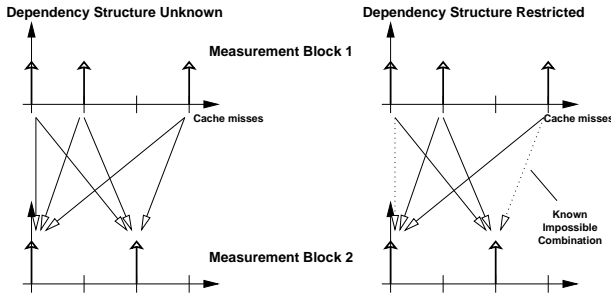 Dependency Structure Unknown
Dependency Structure Restricted
Measurement Block 1
Cache misses
Cache misses
Known
Impossible
Combination
Measurement Block 2